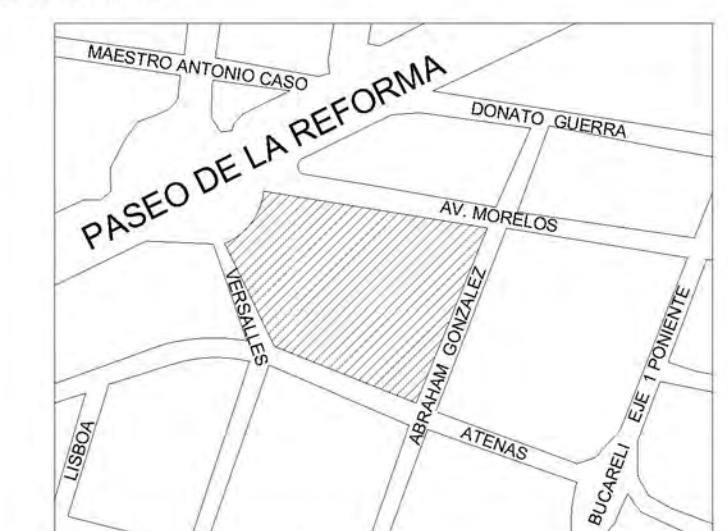 MAESTRO ANTONIO CASO
PASEO DE LA REFORMA
DONATO GUERRA
AV. MORELOS
VERSALLES
ABRAHAM GONZALEZ
EJE 1 PONIENTE
LISBOA
ATENAS
BUCARELI